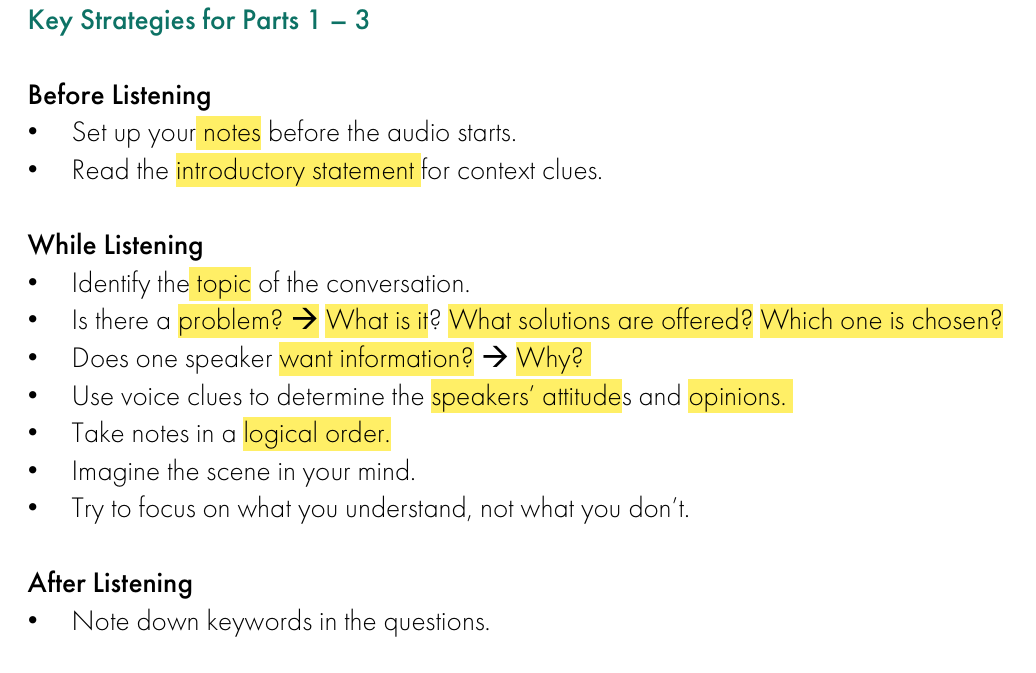 Key Strategies for Parts 1 – 3
Before Listening
• Set up your notes before the audio starts.
• Read the introductory statement for context clues.
While Listening
• Identify the topic of the conversation.
• Is there a problem? → What is it? What solutions are offered? Which one is chosen?
• Does one speaker want information? → Why?
• Use voice clues to determine the speakers’ attitudes and opinions.
• Take notes in a logical order.
• Imagine the scene in your mind.
• Try to focus on what you understand, not what you don’t.
After Listening
• Note down keywords in the questions.